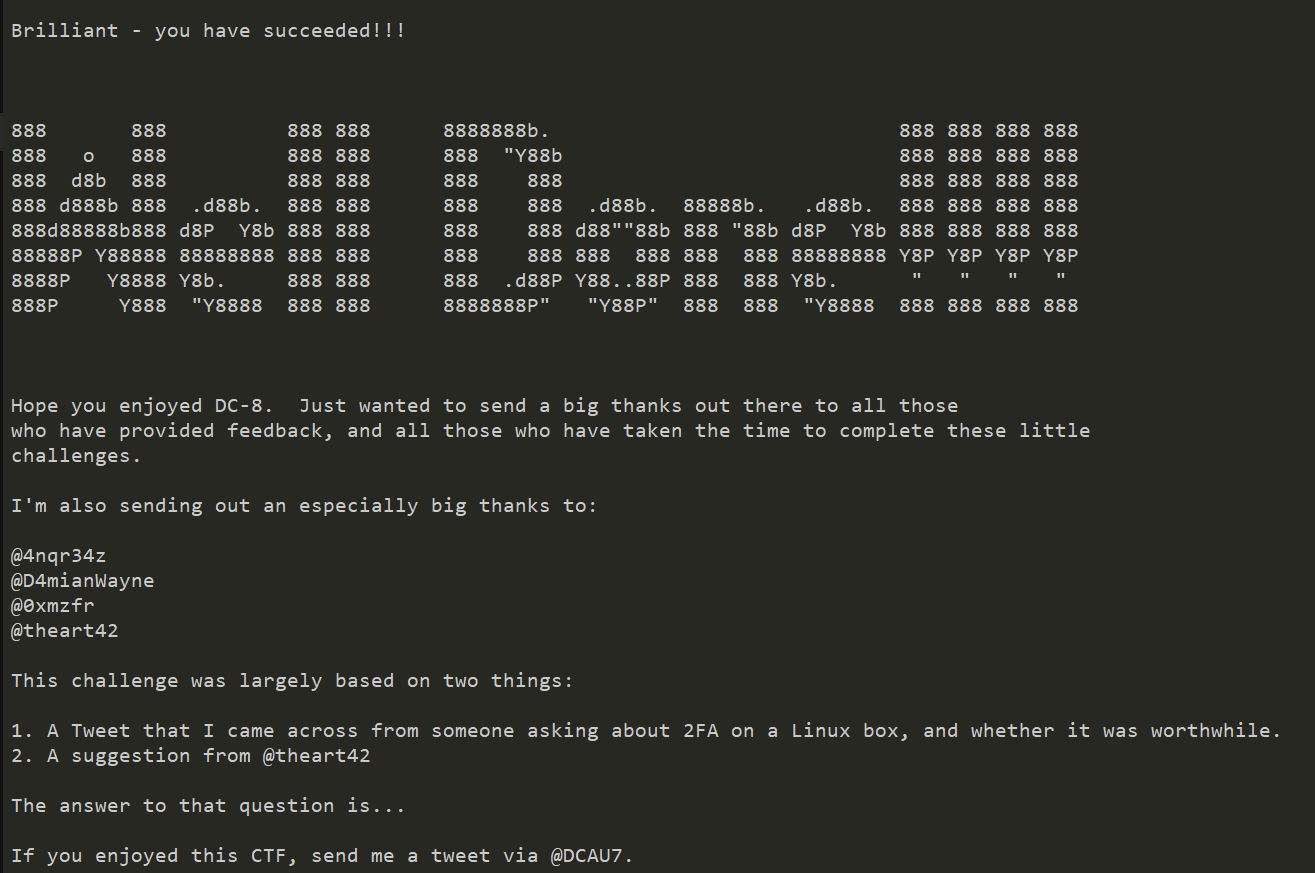 Brilliant - you have succeeded!!!

888       888          888 888      8888888b.                             888 888 888 888
888   o   888          888 888      888  "Y88b                            888 888 888 888
888  d8b  888          888 888      888    888                            888 888 888 888
888 d888b 888  .d88b.  888 888      888    888  .d88b.  88888b.   .d88b.  888 888 888 888
888d88888b888 d8P  Y8b 888 888      888    888 d88""88b 888 "88b d8P  Y8b 888 888 888 888
88888P Y88888 88888888 888 888      888    888 888  888 888  888 88888888 Y8P Y8P Y8P Y8P
8888P   Y8888 Y8b.     888 888      888  .d88P Y88..88P 888  888 Y8b.      "   "   "   "
888P     Y888  "Y8888  888 888      8888888P"   "Y88P"  888  888  "Y8888  888 888 888 888

Hope you enjoyed DC-8.  Just wanted to send a big thanks out there to all those
who have provided feedback, and all those who have taken the time to complete these little
challenges.

I'm also sending out an especially big thanks to:

@4nqr34z
@D4mianWayne
@0xmzfr
@theart42

This challenge was largely based on two things:

1. A Tweet that I came across from someone asking about 2FA on a Linux box, and whether it was worthwhile.
2. A suggestion from @theart42

The answer to that question is...

If you enjoyed this CTF, send me a tweet via @DCAU7.